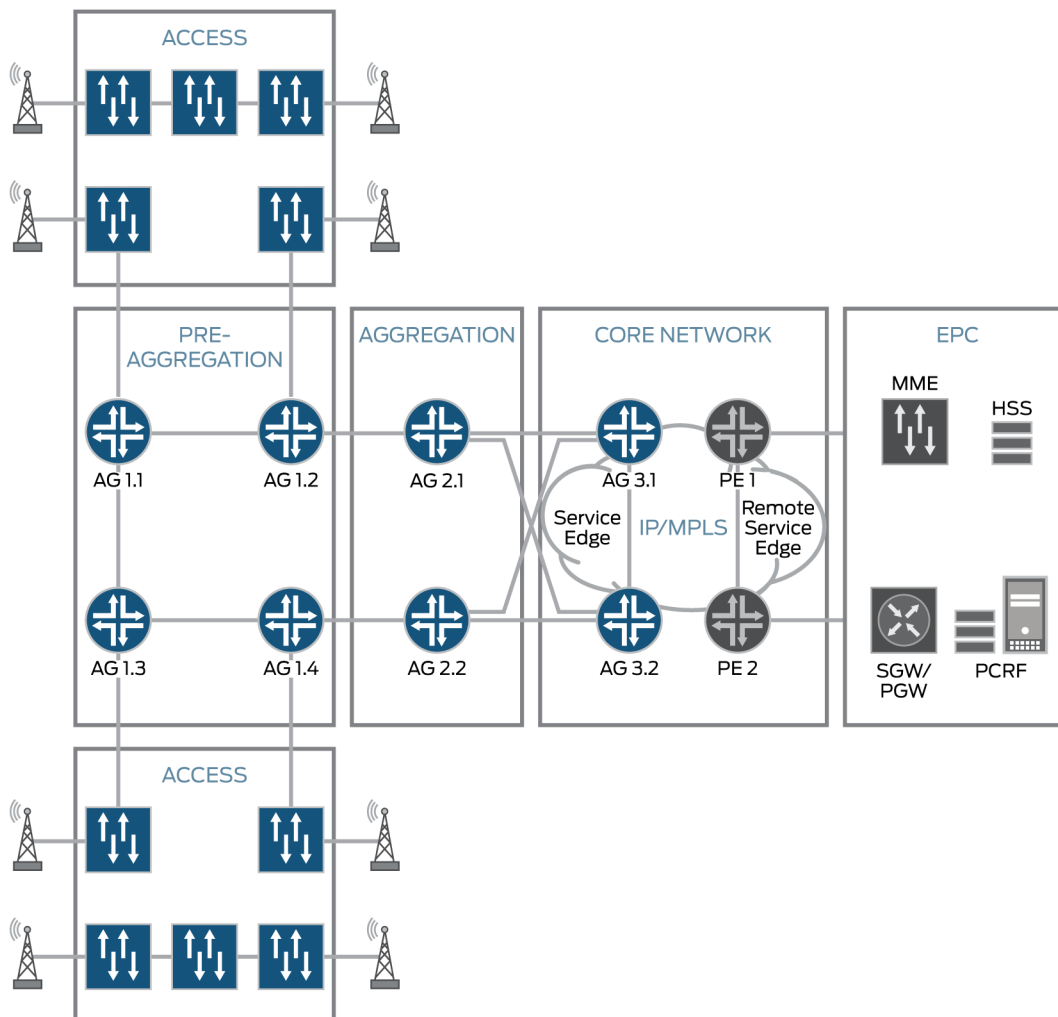 ACCESS
PRE-
AGGREGATION
AGGREGATION
CORE NETWORK
EPC
MME
HSS
AG 1.1
AG 1.2
AG 2.1
AG 3.1
PE 1
Service
Edge
IP/MPLS
Remote
Service
Edge
AG 1.3
AG 1.4
AG 2.2
AG 3.2
PE 2
SGW/
PGW
PCRF
ACCESS